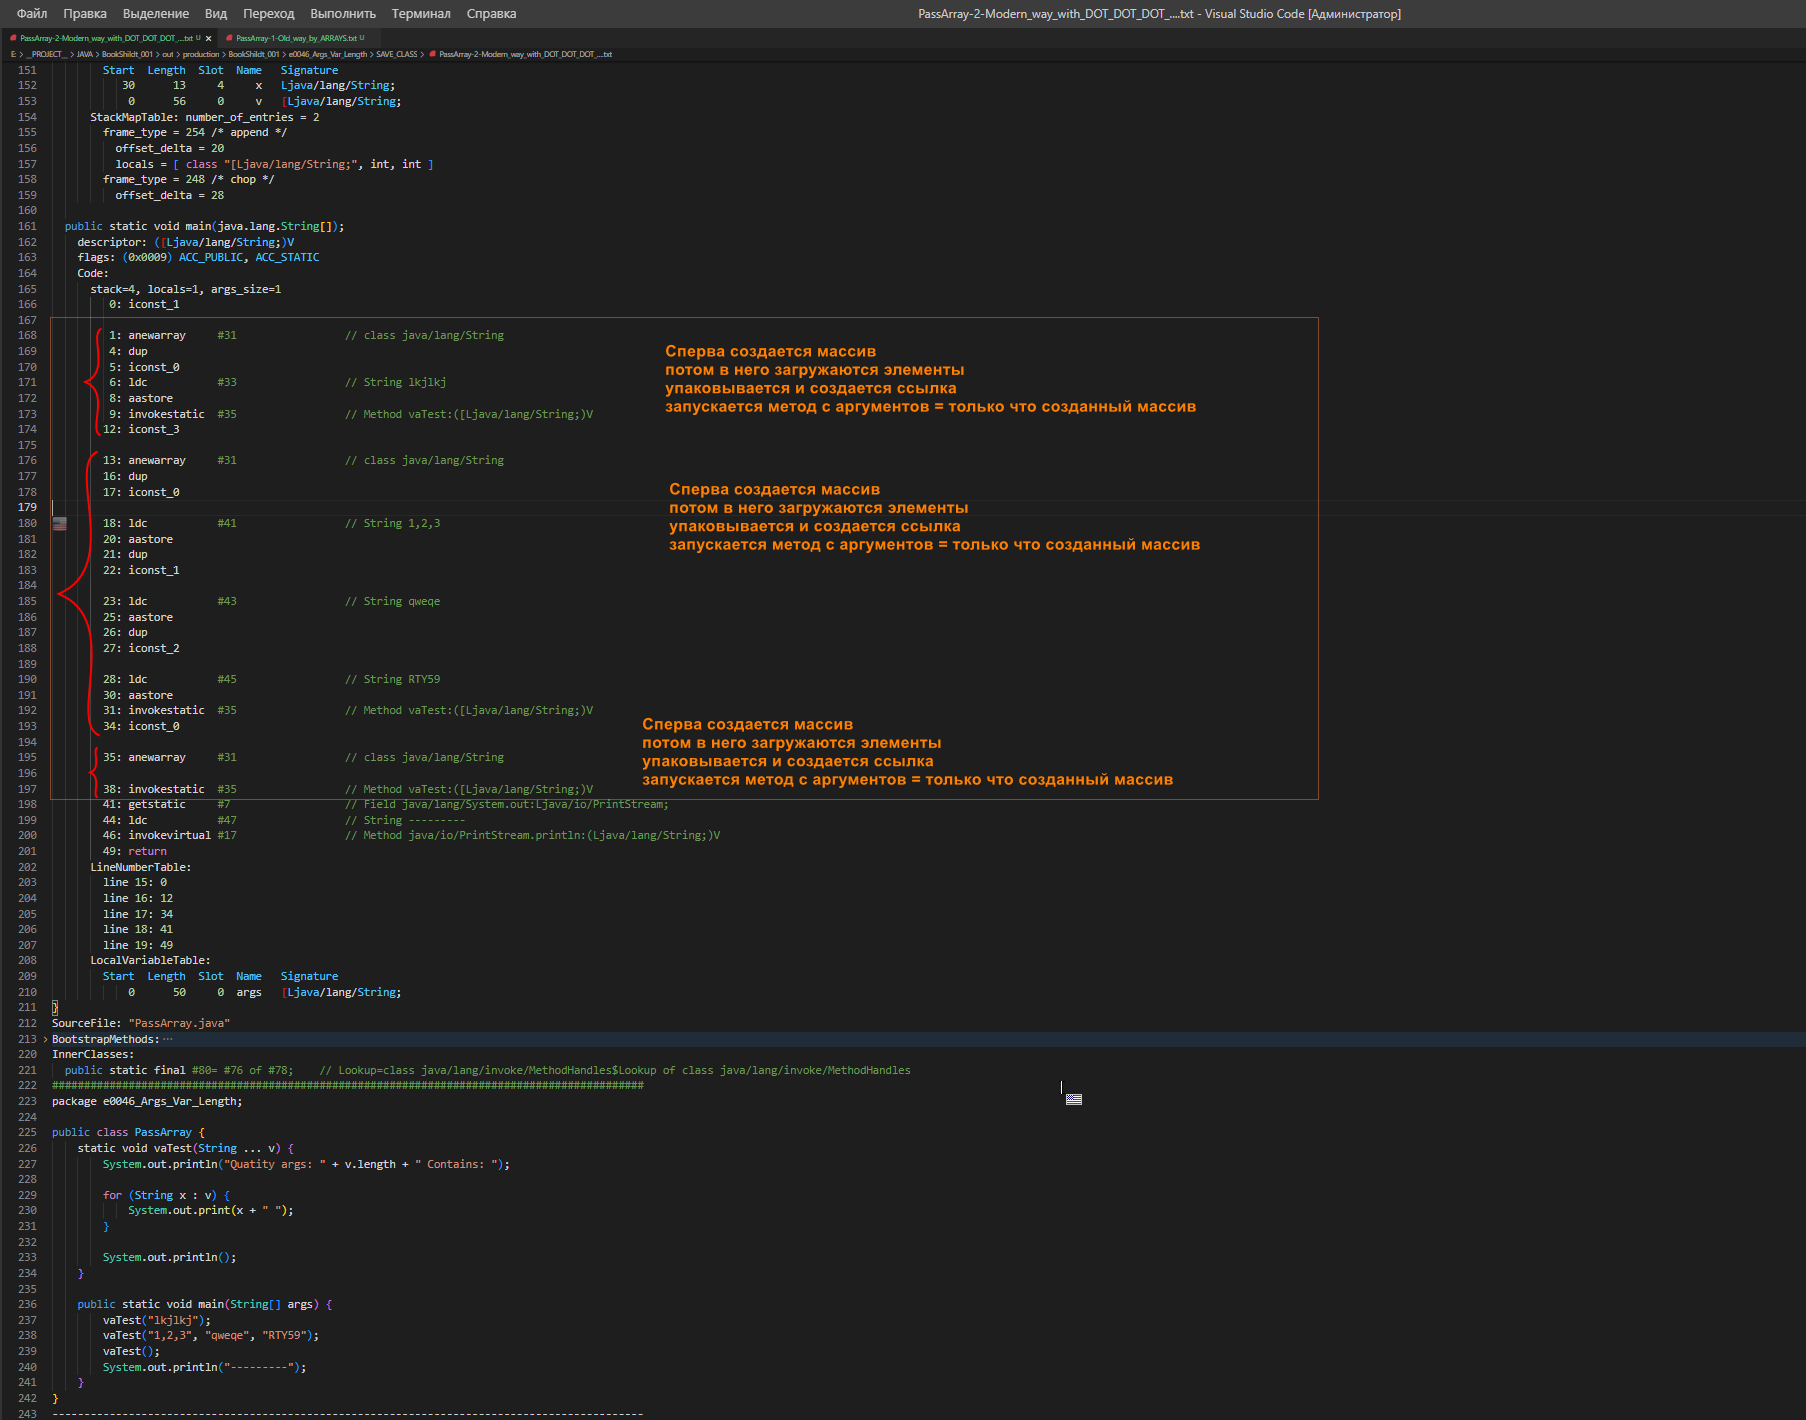 Файл Правка Выделение Вид Переход Выполнить Терминал Справка PassArray-2-Modern_way_with_DOT_DOT_DOT_....txt - Visual Studio Code [Администратор]
PassArray-2-Modern_way_with_DOT_DOT_DOT_....txt U × PassArray-1-Old_way_by_ARRAYS.txt U
E: > _PROJECT_ > JAVA > BookShildt_001 > out > production > BookShildt_001 > e0046_Args_Var_Length > SAVE_CLASS > PassArray-2-Modern_way_with_DOT_DOT_DOT_....txt
151 Start Length Slot Name Signature
152 30 13 4 x Ljava/lang/String;
153 0 56 0 v [Ljava/lang/String;
154 StackMapTable: number_of_entries = 2
155 frame_type = 254 /* append */
156 offset_delta = 20
157 locals = [ class "[Ljava/lang/String;", int, int ]
158 frame_type = 248 /* chop */
159 offset_delta = 28
160
161 public static void main(java.lang.String[]);
162 descriptor: ([Ljava/lang/String;)V
163 flags: (0x0009) ACC_PUBLIC, ACC_STATIC
164 Code:
165 stack=4, locals=1, args_size=1
166 0: iconst_1
167
168 1: anewarray #31 // class java/lang/String
169 4: dup Сперва создается массив
170 5: iconst_0 потом в него загружаются элементы
171 6: ldc #33 // String lkjlkj упаковывается и создается ссылка
172 8: aastore запускается метод с аргументов = только что созданный массив
173 9: invokestatic #35 // Method vaTest:([Ljava/lang/String;)V
174 12: iconst_3
175
176 13: anewarray #31 // class java/lang/String
177 16: dup
178 17: iconst_0 Сперва создается массив
179 потом в него загружаются элементы
180 18: ldc #41 // String 1,2,3 упаковывается и создается ссылка
181 20: aastore запускается метод с аргументов = только что созданный массив
182 21: dup
183 22: iconst_1
184
185 23: ldc #43 // String qweqe
186 25: aastore
187 26: dup
188 27: iconst_2
189
190 28: ldc #45 // String RTY59
191 30: aastore
192 31: invokestatic #35 // Method vaTest:([Ljava/lang/String;)V
193 34: iconst_0 Сперва создается массив
194 потом в него загружаются элементы
195 35: anewarray #31 // class java/lang/String упаковывается и создается ссылка
196 запускается метод с аргументов = только что созданный массив
197 38: invokestatic #35 // Method vaTest:([Ljava/lang/String;)V
198 41: getstatic #7 // Field java/lang/System.out:Ljava/io/PrintStream;
199 44: ldc #47 // String ---------
200 46: invokevirtual #17 // Method java/io/PrintStream.println:(Ljava/lang/String;)V
201 49: return
202 LineNumberTable:
203 line 15: 0
204 line 16: 12
205 line 17: 34
206 line 18: 41
207 line 19: 49
208 LocalVariableTable:
209 Start Length Slot Name Signature
210 0 50 0 args [Ljava/lang/String;
211 }
212 SourceFile: "PassArray.java"
213 BootstrapMethods: ...
220 InnerClasses:
221 public static final #80= #76 of #78; // Lookup=class java/lang/invoke/MethodHandles$Lookup of class java/lang/invoke/MethodHandles
222 #############################################################################################
223 package e0046_Args_Var_Length;
224
225 public class PassArray {
226 static void vaTest(String ... v) {
227 System.out.println("Quatity args: " + v.length + " Contains: ");
228
229 for (String x : v) {
230 System.out.print(x + " ");
231 }
232
233 System.out.println();
234 }
235
236 public static void main(String[] args) {
237 vaTest("lkjlkj");
238 vaTest("1,2,3", "qweqe", "RTY59");
239 vaTest();
240 System.out.println("---------");
241 }
242 }
243 ---------------------------------------------------------------------------------------------